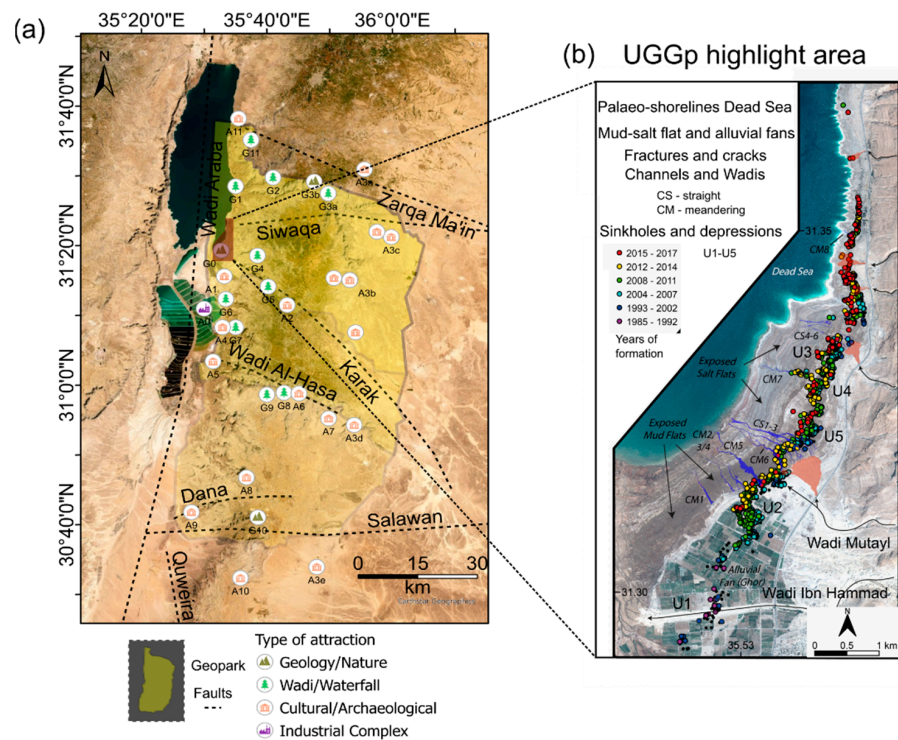 (a)
35°20'0"E 35°40'0"E 36°0'0"E
31°40'0"N
31°20'0"N
31°0'0"N
30°40'0"N
N
A11
G11
G2
G3b
G3a
G1
Wadi Araba
Zarqa Ma'in
Siwaqa
A3c
G0
G4
A1
A3b
G6
A2
A4 G7
A5
Wadi Al-Hasa
Karak
G9 G8 A6
A7
A3d
A8
Dana
A9
G10
Salawan
Quweira
A10
A3e
0 15 30
km
Geopark
Faults
Type of attraction
Geology/Nature
Wadi/Waterfall
Cultural/Archaeological
Industrial Complex
(b) UGGp highlight area
Palaeo-shorelines Dead Sea
Mud-salt flat and alluvial fans
Fractures and cracks
Channels and Wadis
CS - straight
CM - meandering
Sinkholes and depressions
2015 - 2017
2012 - 2014
2008 - 2011
2004 - 2007
1993 - 2002
1985 - 1992
U1-U5
Years of
formation
31.35
CM8
Dead Sea
CS4-6
U3
Exposed
Salt Flats
CM7
U4
CS1-3
U5
Exposed
Mud Flats
CM2,
3/4
CM5
CM6
CM1
U2
Wadi Mutayl
Alluvial
Fan (Ghor)
31.30
Wadi Ibn Hammad
U1
35.53
N
0 0.5 1 km